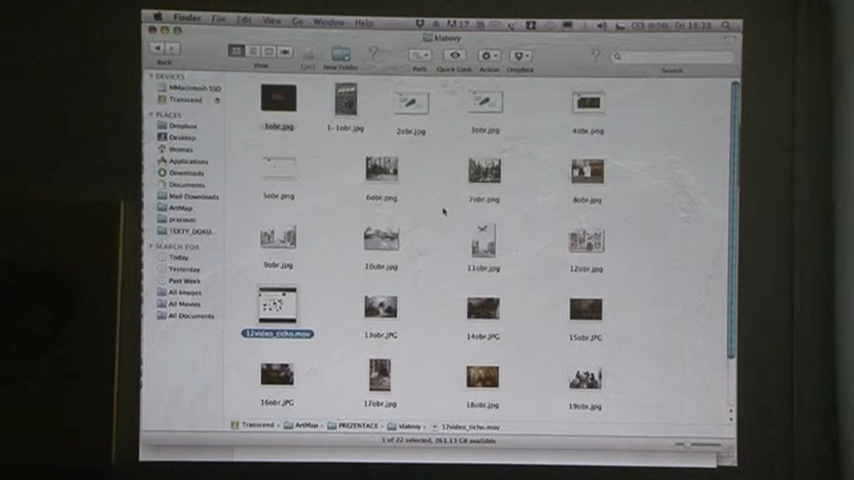 Finder File Edit View Go Window Help Fri 18:38
klatovy
Back View New Folder Path Quick Look Action Dropbox Search
DEVICES
Macintosh SSD
Transcend
PLACES
Dropbox
Desktop
thomas
Applications
Downloads
Documents
Mail Downloads
ArtMap
TEXTY_DOKU...
SEARCH FOR
Today
Yesterday
Past Week
All Images
All Movies
All Documents
1obr.jpg 1-1obr.jpg 2obr.jpg 3obr.jpg 4obr.png
5obr.png 6obr.png 7obr.png 8obr.jpg
9obr.jpg 10obr.jpg 11obr.jpg 12obr.jpg
12video_ticho.mov 13obr.JPG 14obr.JPG 15obr.JPG
16obr.JPG 17obr.jpg 18obr.jpg 19obr.jpg
Transcend ArtMap PREZENTACE klatovy 12video_ticho.mov
1 of 22 selected, 263.13 GB available